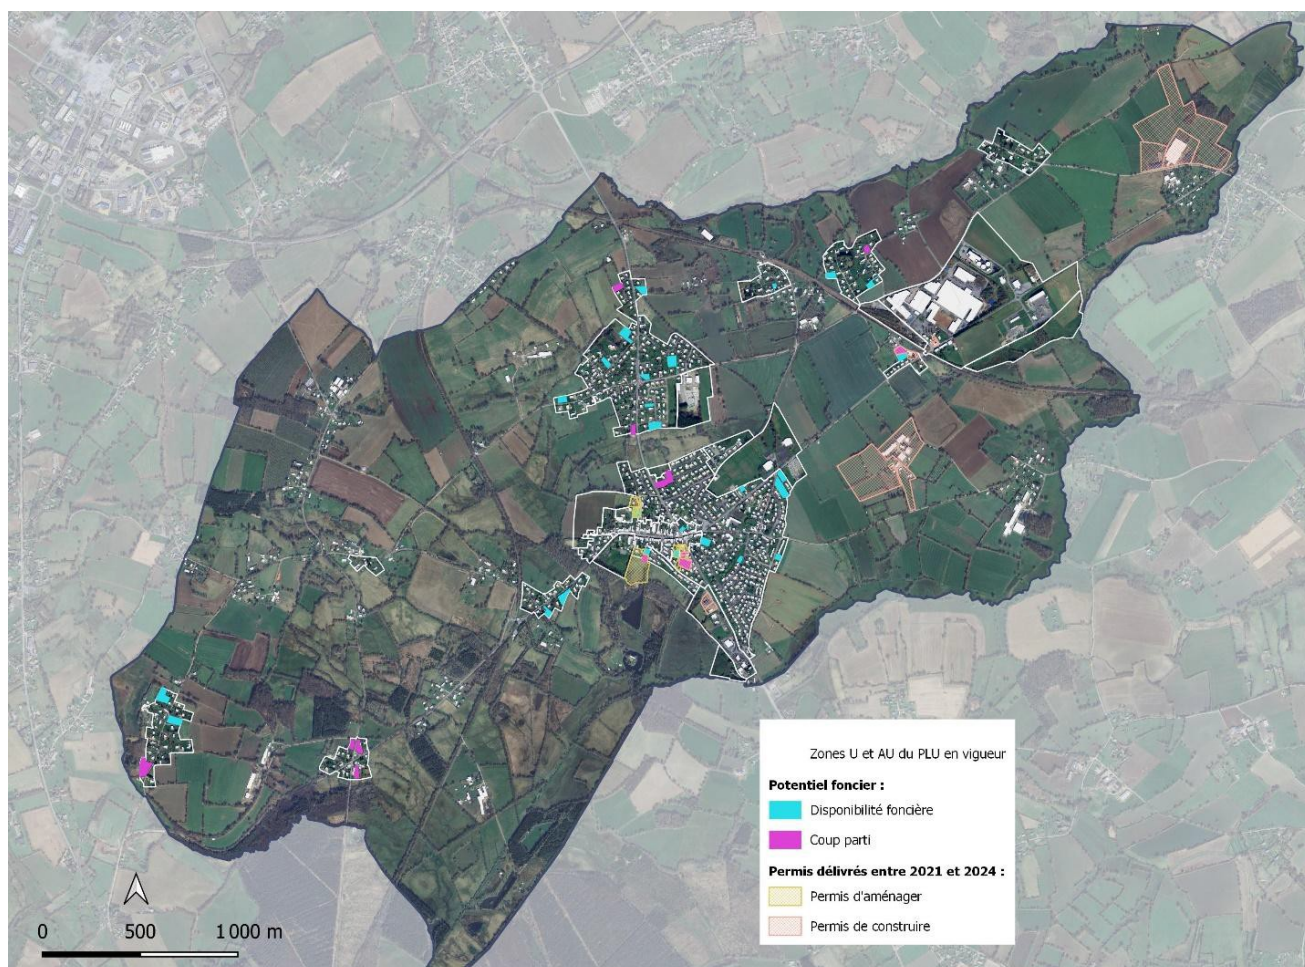 Zones U et AU du PLU en vigueur
Potentiel foncier :
Disponibilité foncière
Coup parti
Permis délivrés entre 2021 et 2024 :
Permis d'aménager
Permis de construire
0 500 1 000 m